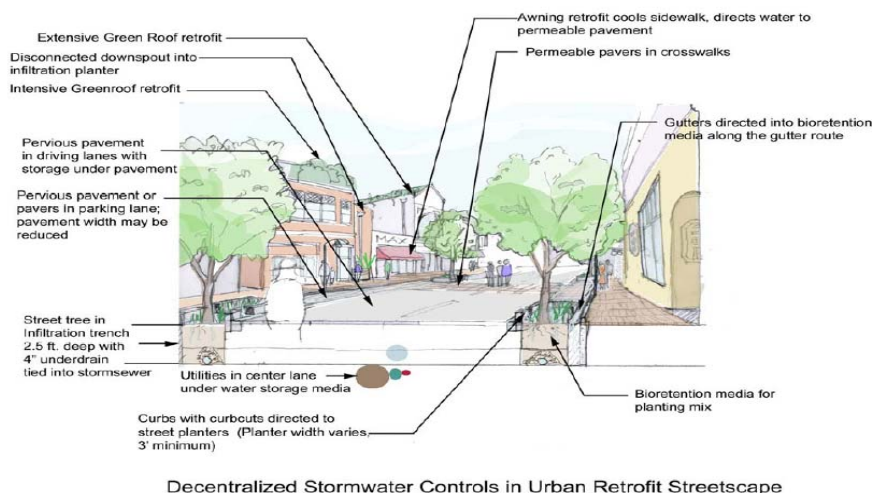 Extensive Green Roof retrofit
Disconnected downspout into
infiltration planter
Intensive Greenroof retrofit
Awning retrofit cools sidewalk, directs water to
permeable pavement
Permeable pavers in crosswalks
Gutters directed into bioretention
media along the gutter route
Pervious pavement
in driving lanes with
storage under pavement
Pervious pavement or
pavers in parking lane;
pavement width may be
reduced
MAX
Street tree in
Infiltration trench
2.5 ft. deep with
4" underdrain
tied into stormsewer
Utilities in center lane
under water storage media
Bioretention media for
planting mix
Curbs with curbcuts directed to
street planters (Planter width varies,
3' minimum)
Decentralized Stormwater Controls in Urban Retrofit Streetscape